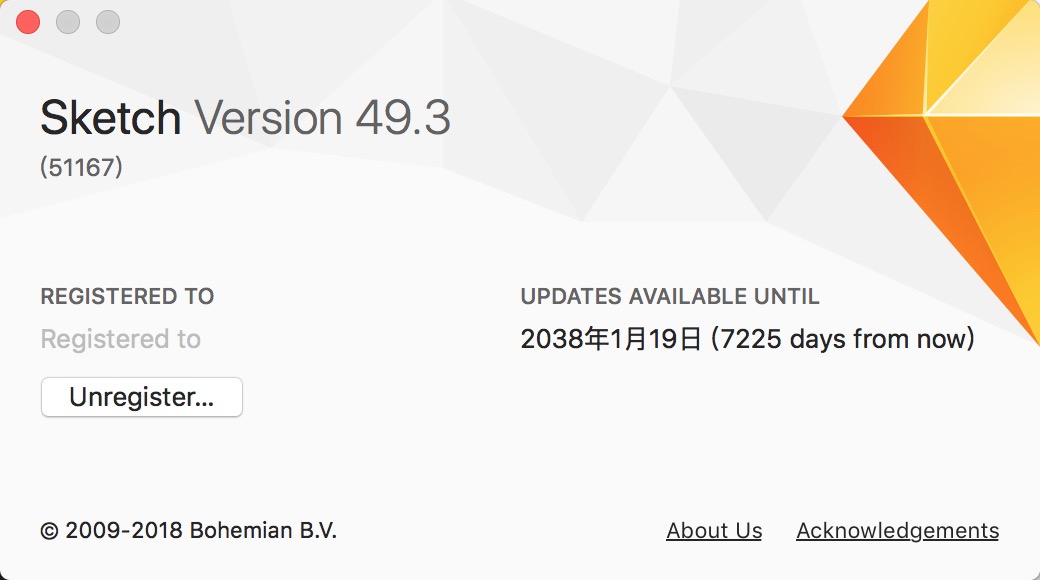 Sketch Version 49.3
(51167)
REGISTERED TO
Registered to
Unregister...
UPDATES AVAILABLE UNTIL
2038年1月19日 (7225 days from now)
© 2009-2018 Bohemian B.V.
About Us
Acknowledgements